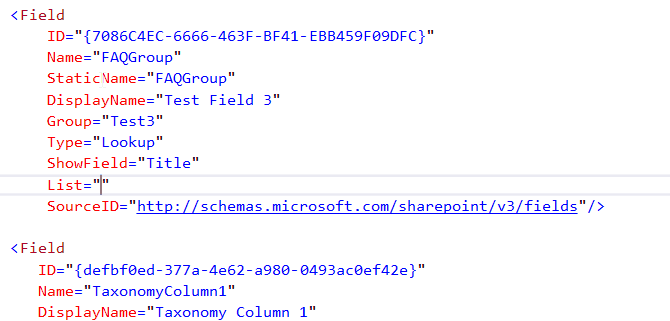 <Field
ID="{7086C4EC-6666-463F-BF41-EBB459F09DFC}"
Name="FAQGroup"
StaticName="FAQGroup"
DisplayName="Test Field 3"
Group="Test3"
Type="Lookup"
ShowField="Title"
List=""
SourceID="http://schemas.microsoft.com/sharepoint/v3/fields"/>
<Field
ID="{defbf0ed-377a-4e62-a980-0493ac0ef42e}"
Name="TaxonomyColumn1"
DisplayName="Taxonomy Column 1"